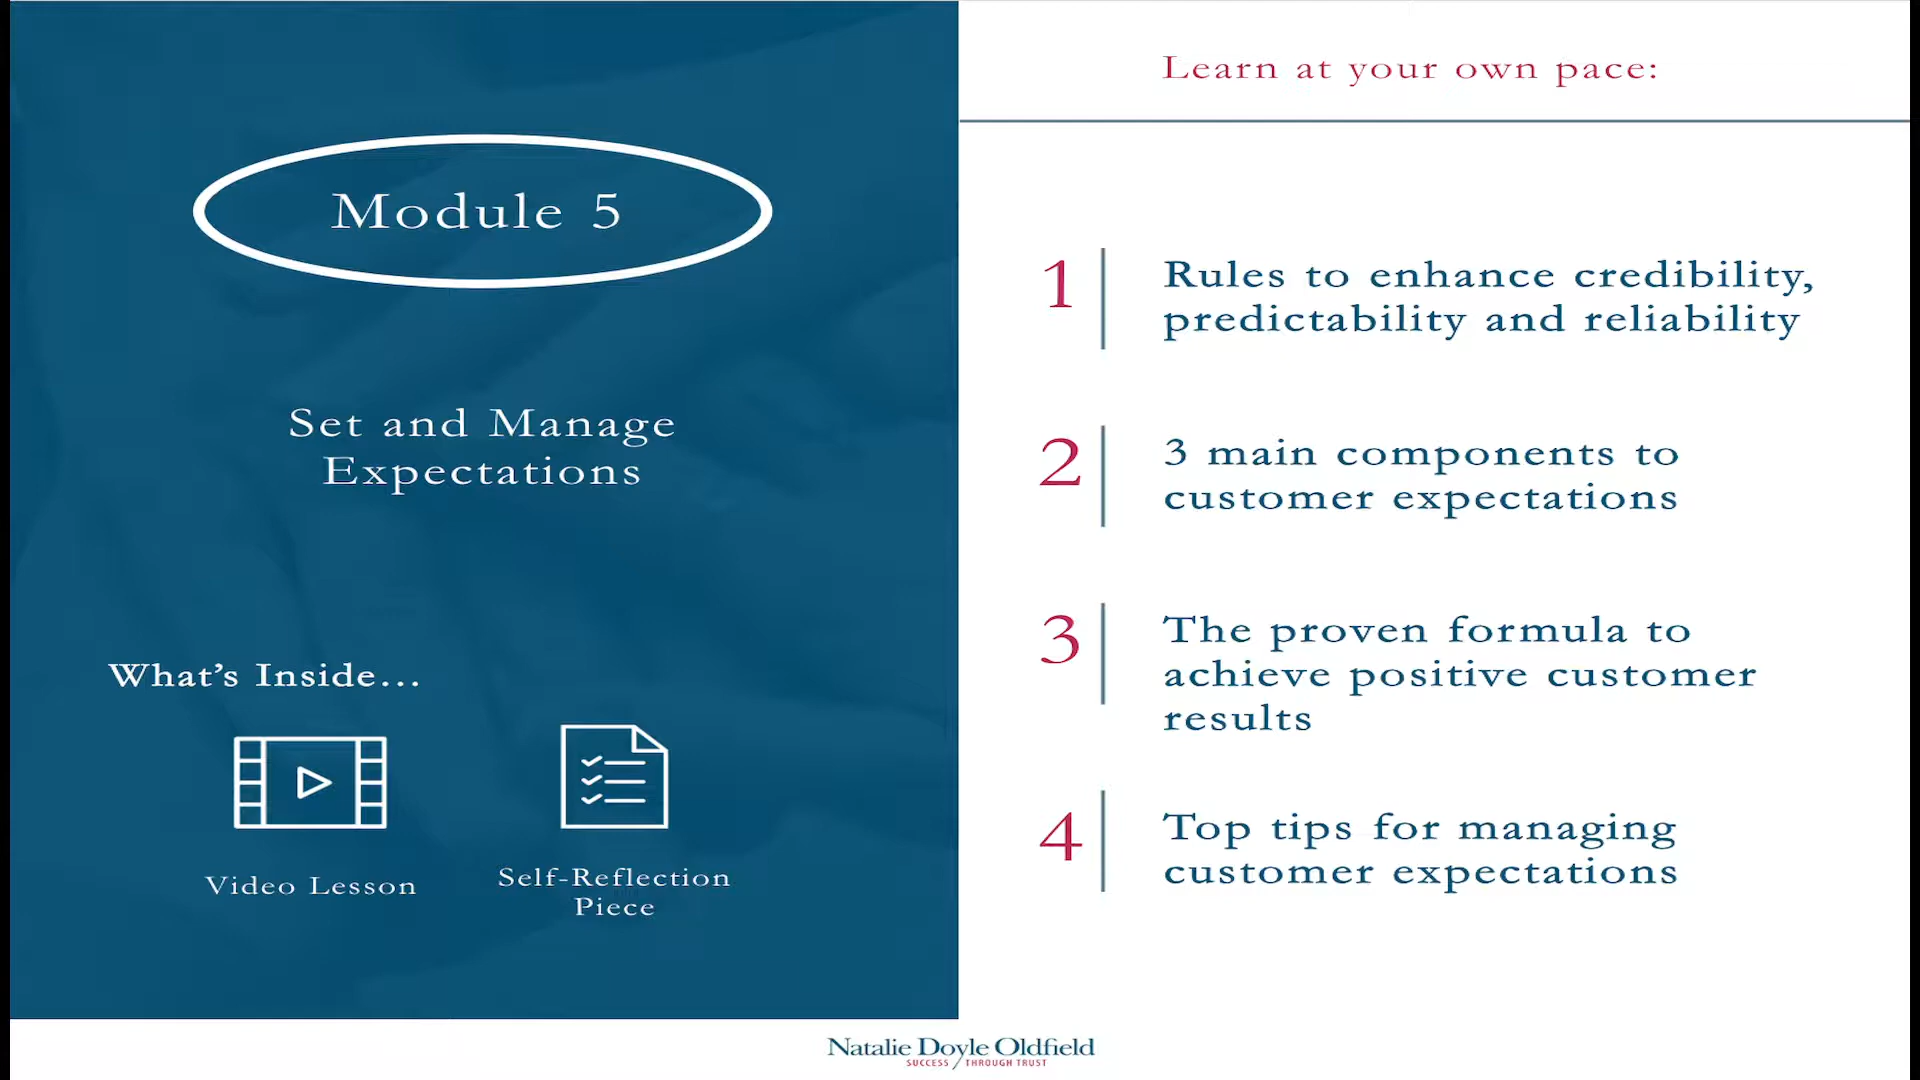 Module 5
Set and Manage
Expectations
What’s Inside...
Video Lesson
Self-Reflection
Piece
Learn at your own pace:
1
Rules to enhance credibility,
predictability and reliability
2
3 main components to
customer expectations
3
The proven formula to
achieve positive customer
results
4
Top tips for managing
customer expectations
Natalie Doyle Oldfield
SUCCESS THROUGH TRUST